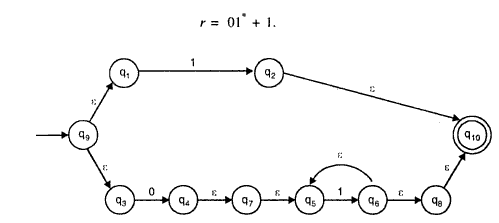 r = 01* + 1.
q1 1 q2
ε ε
q9 q10
ε ε ε
q3 0 q4 ε q7 ε q5 1 q6 ε q8